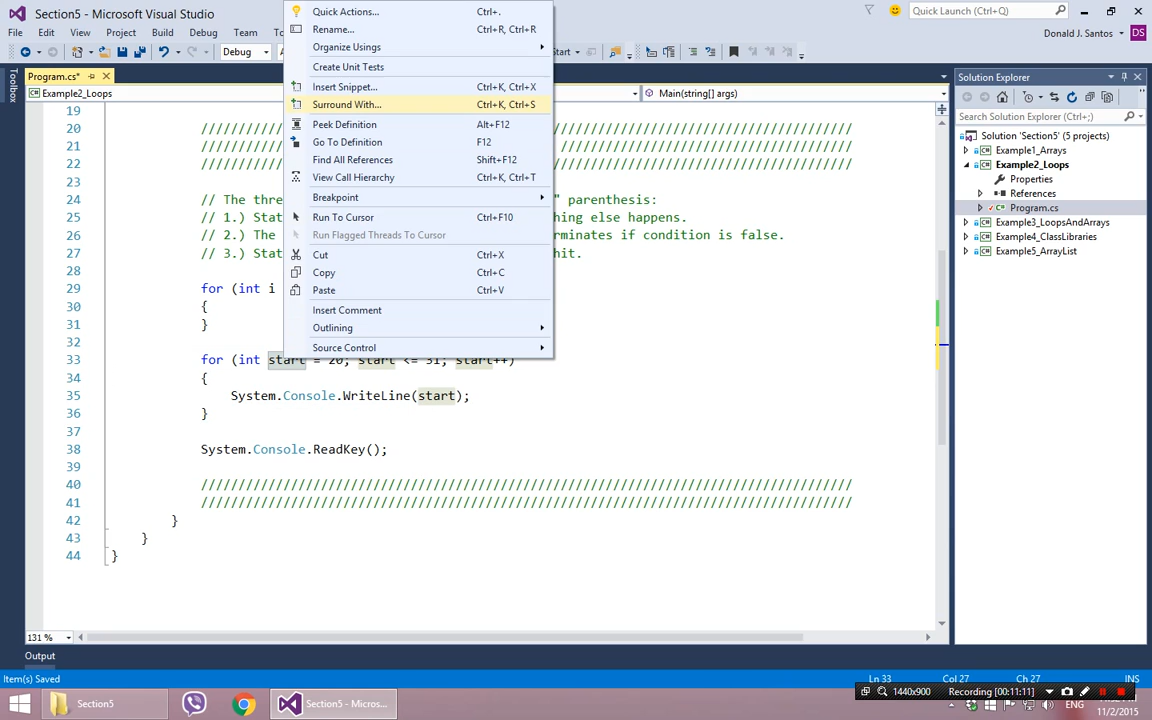 Section5 - Microsoft Visual Studio
Quick Launch (Ctrl+Q)
File Edit View Project Build Debug Team
Donald J. Santos DS
Debug
Start
Toolbox
Program.cs*
Example2_Loops
Main(string[] args)
Quick Actions... Ctrl+.
Rename... Ctrl+R, Ctrl+R
Organize Usings
Create Unit Tests
Insert Snippet... Ctrl+K, Ctrl+X
Surround With... Ctrl+K, Ctrl+S
Peek Definition Alt+F12
Go To Definition F12
Find All References Shift+F12
View Call Hierarchy Ctrl+K, Ctrl+T
Breakpoint
Run To Cursor Ctrl+F10
Run Flagged Threads To Cursor
Cut Ctrl+X
Copy Ctrl+C
Paste Ctrl+V
Insert Comment
Outlining
Source Control
19
20
21
22
23
24 // The thre " parenthesis:
25 // 1.) Stat hing else happens.
26 // 2.) The rminates if condition is false.
27 // 3.) Stat hit.
28
29 for (int i
30 {
31 }
32
33 for (int start = 20; start <= 31; start++)
34 {
35 System.Console.WriteLine(start);
36 }
37
38 System.Console.ReadKey();
39
40 ///////////////////////////////////////////////////////////////////////////////////////
41 ///////////////////////////////////////////////////////////////////////////////////////
42 }
43 }
44 }
131 %
Solution Explorer
Search Solution Explorer (Ctrl+;)
Solution 'Section5' (5 projects)
Example1_Arrays
Example2_Loops
Properties
References
Program.cs
Example3_LoopsAndArrays
Example4_ClassLibraries
Example5_ArrayList
Output
Item(s) Saved Ln 33 Col 27 Ch 27 INS
Section5
Section5 - Micros...
1440x900 Recording [00:11:11]
ENG
11/2/2015